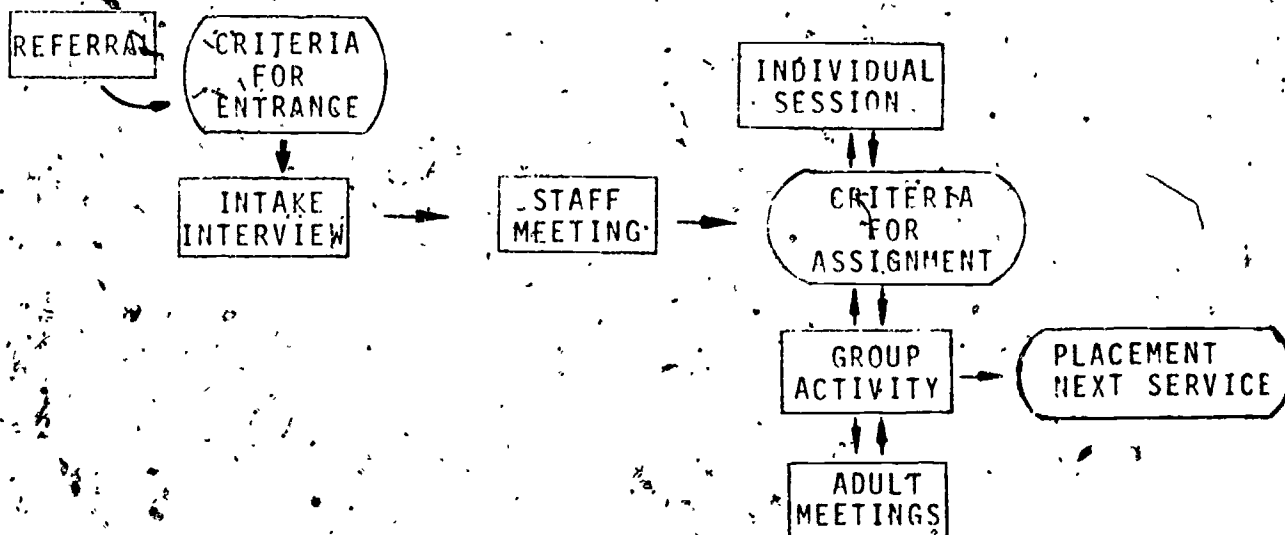 REFERRAL
CRITERIA
FOR
ENTRANCE
INTAKE
INTERVIEW
STAFF
MEETING
INDIVIDUAL
SESSION
CRITERIA
FOR
ASSIGNMENT
GROUP
ACTIVITY
PLACEMENT
NEXT SERVICE
ADULT
MEETINGS